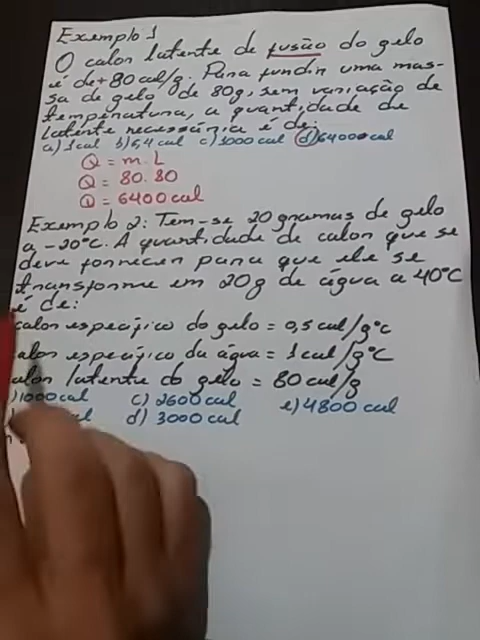 Exemplo 1
O calor latente de fusão do gelo
é de +80 cal/g. Para fundir uma mas-
sa de gelo de 80g, sem variação de
temperatura, a quantidade de
latente necessária é de:
a) 1 cal b) 6,4 cal c) 1000 cal d) 6400 cal
Q = m.L
Q = 80.80
Q = 6400 cal
Exemplo 2: Tem-se 20 gramas de gelo
a -20°C. A quantidade de calor que se
deve fornecer para que ele se
transforme em 20g de água a 40°C
é de:
calor específico do gelo = 0,5 cal/g°C
calor específico da água = 1 cal/g°C
calor latente do gelo = 80 cal/g
) 1000 cal c) 2600 cal e) 4800 cal
cal d) 3000 cal